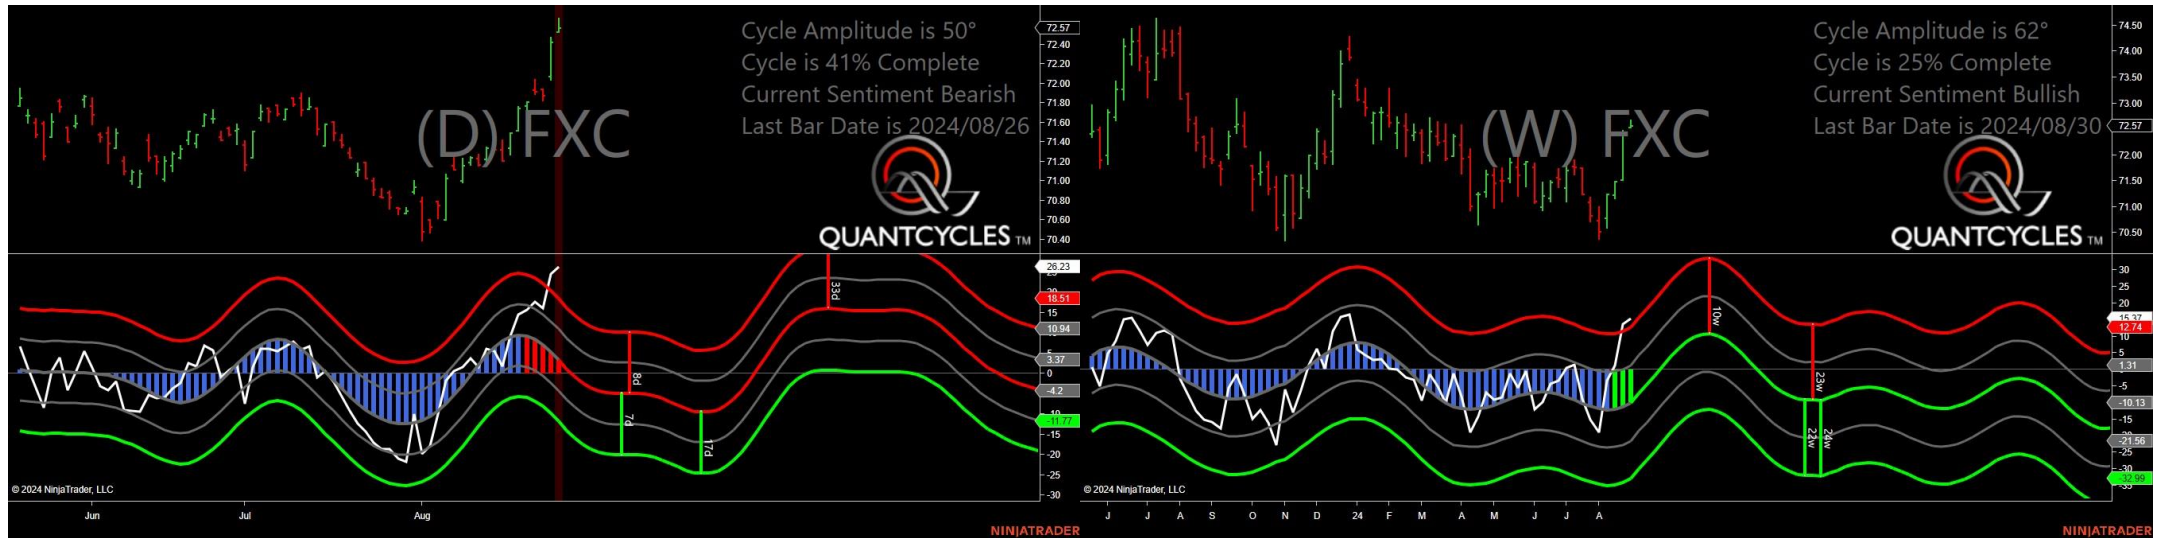 Cycle Amplitude is 50°
Cycle is 41% Complete
Current Sentiment Bearish
Last Bar Date is 2024/08/26
(D) FXC
QUANTCYCLES TM
72.57
72.40
72.20
72.00
71.80
71.60
71.40
71.20
71.00
70.80
70.60
70.40
26.23
18.51
15
10.94
5
3.37
0
-4.2
-11.77
-15
-20
-25
-30
33d
8d
7d
17d
© 2024 NinjaTrader, LLC
Jun
Jul
Aug
NINJATRADER
Cycle Amplitude is 62°
Cycle is 25% Complete
Current Sentiment Bullish
Last Bar Date is 2024/08/30
(W) FXC
QUANTCYCLES TM
74.50
74.00
73.50
73.00
72.57
72.00
71.50
71.00
70.50
30
25
20
15.37
12.74
5
1.31
-5
-10.13
-15
-21.56
-25
-30
-32.99
10w
23w
22w
24w
© 2024 NinjaTrader, LLC
J
J
A
S
O
N
D
24
F
M
A
M
J
J
A
NINJATRADER